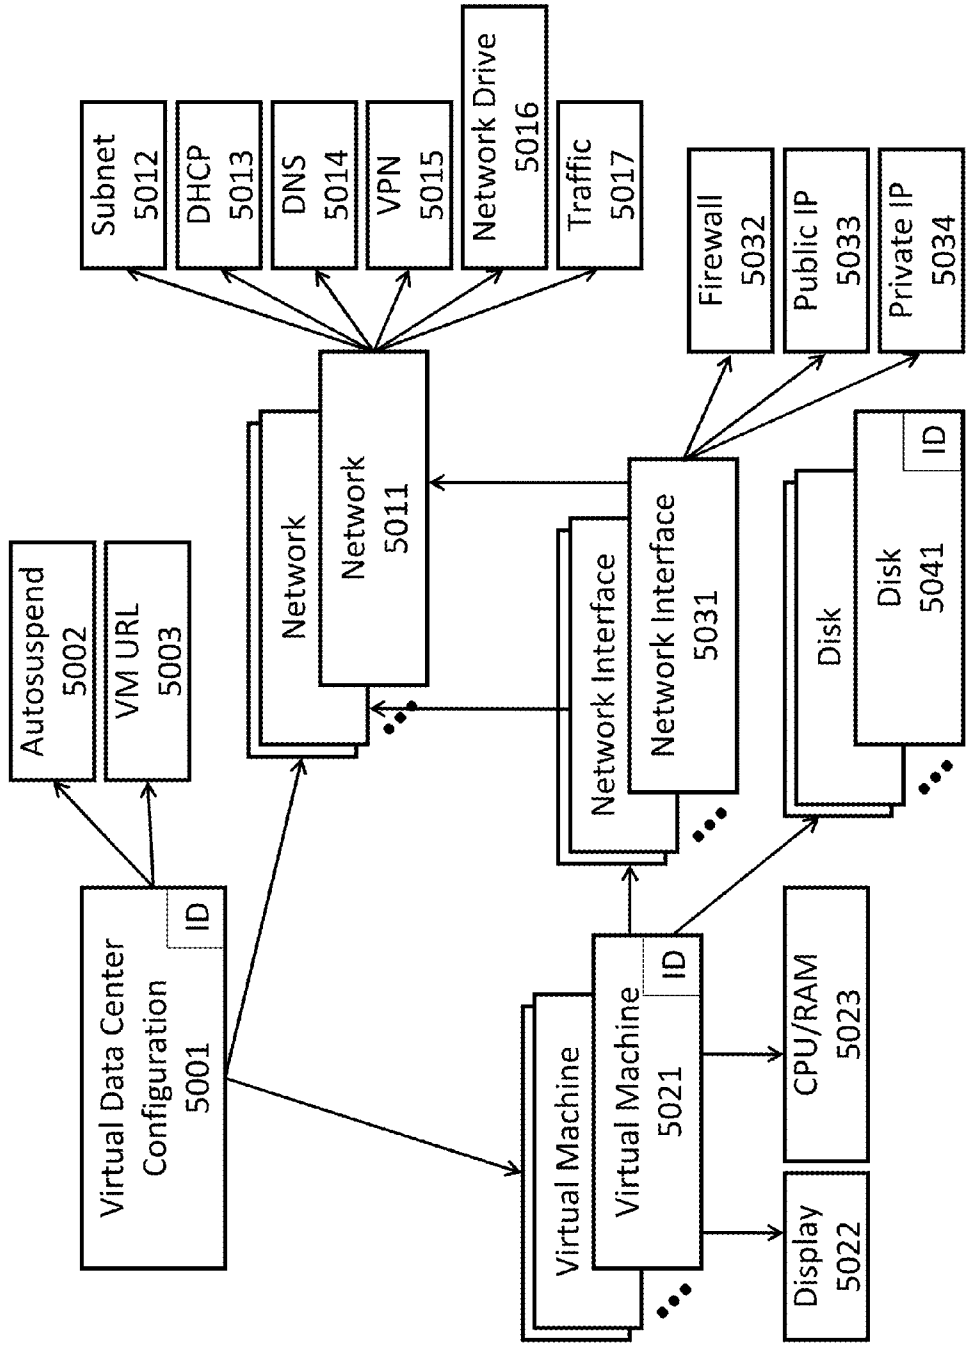 Virtual Data Center
Configuration
5001
ID
Autosuspend
5002
VM URL
5003
Network
Network
5011
Subnet
5012
DHCP
5013
DNS
5014
VPN
5015
Network Drive
5016
Traffic
5017
Virtual Machine
Virtual Machine
5021
ID
Display
5022
CPU/RAM
5023
Network Interface
Network Interface
5031
Firewall
5032
Public IP
5033
Private IP
5034
Disk
Disk
5041
ID